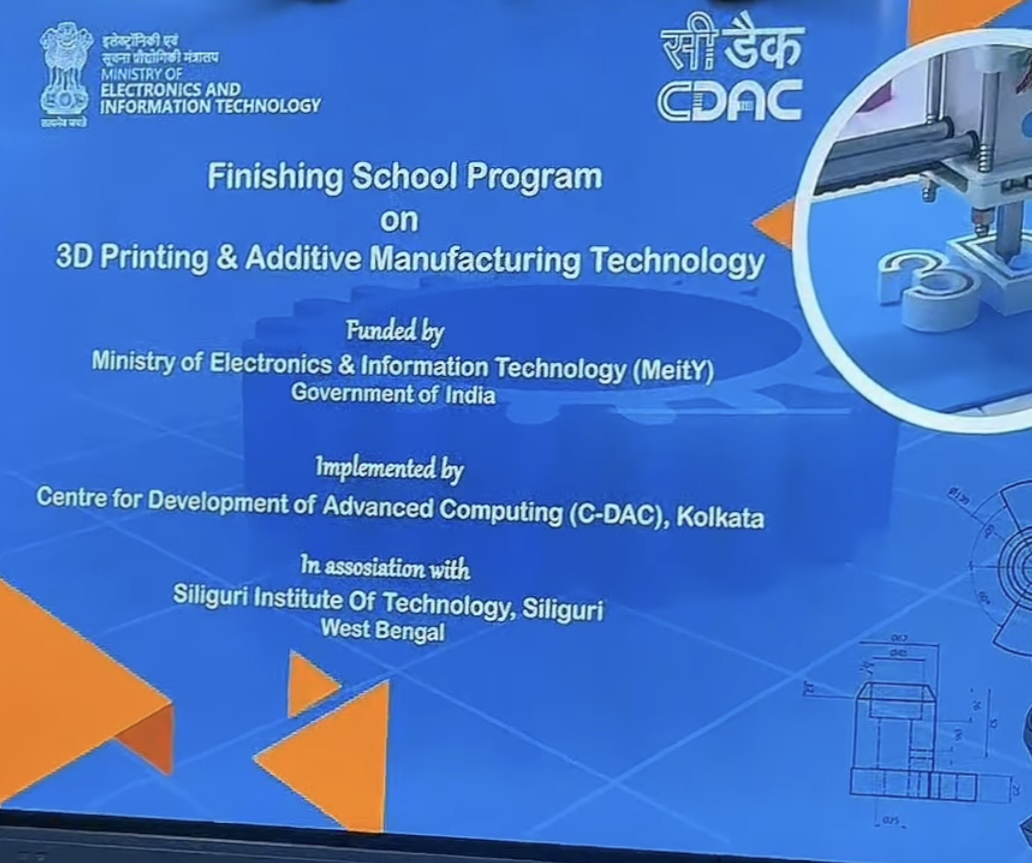 इलेक्ट्रॉनिकी एवं
सूचना प्रौद्योगिकी मंत्रालय
MINISTRY OF
ELECTRONICS AND
INFORMATION TECHNOLOGY
सत्यमेव जयते
सी डैक
CDAC
Finishing School Program
on
3D Printing & Additive Manufacturing Technology
Funded by
Ministry of Electronics & Information Technology (MeitY)
Government of India
Implemented by
Centre for Development of Advanced Computing (C-DAC), Kolkata
In assosiation with
Siliguri Institute Of Technology, Siliguri
West Bengal